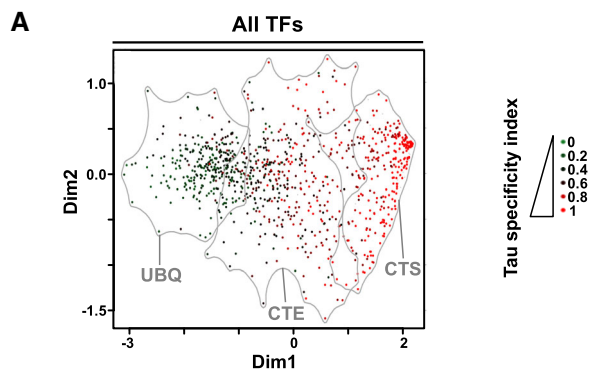 A
All TFs
1.0
0.0
-1.5
Dim2
UBQ
CTE
CTS
-3
0
2
Dim1
Tau specificity index
0
0.2
0.4
0.6
0.8
1